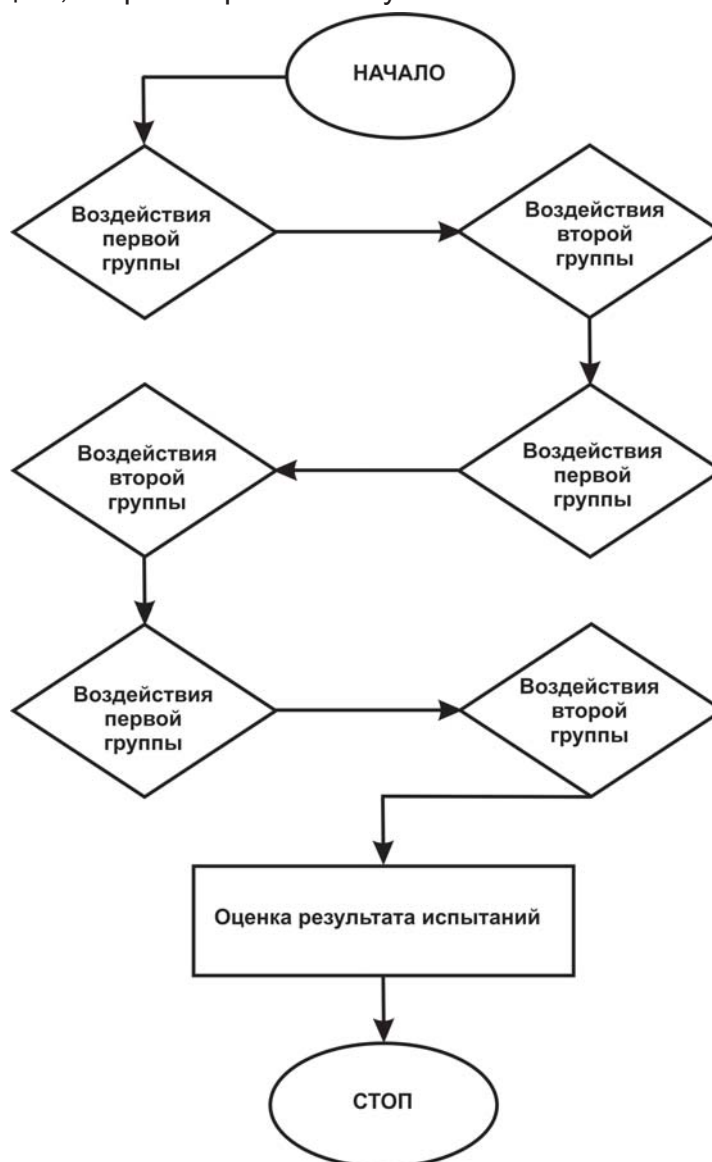 НАЧАЛО
Воздействия
первой
группы
Воздействия
второй
группы
Воздействия
второй
группы
Воздействия
первой
группы
Воздействия
первой
группы
Воздействия
второй
группы
Оценка результата испытаний
СТОП